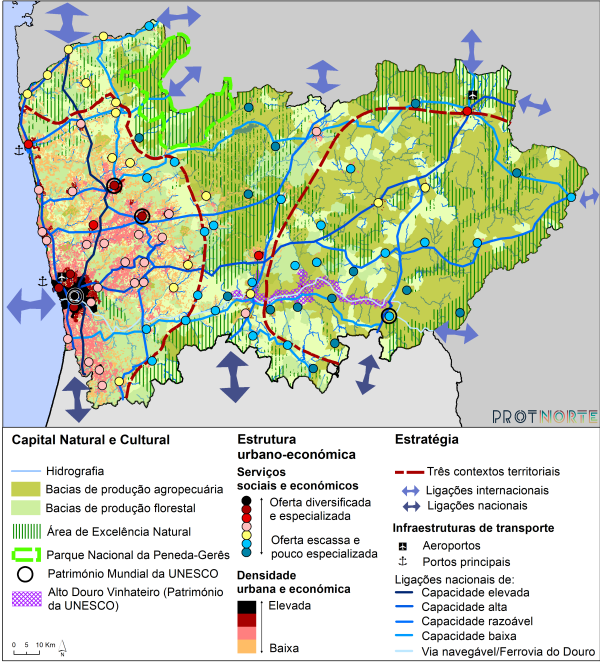 PROTNORTE
Capital Natural e Cultural
Hidrografia
Bacias de produção agropecuária
Bacias de produção florestal
Área de Excelência Natural
Parque Nacional da Peneda-Gerês
Património Mundial da UNESCO
Alto Douro Vinhateiro (Património
da UNESCO)
0 5 10 Km
N
Estrutura
urbano-económica
Serviços
sociais e económicos
Oferta diversificada
e especializada
Oferta escassa e
pouco especializada
Densidade
urbana e económica
Elevada
Baixa
Estratégia
Três contextos territoriais
Ligações internacionais
Ligações nacionais
Infraestruturas de transporte
Aeroportos
Portos principais
Ligações nacionais de:
Capacidade elevada
Capacidade alta
Capacidade razoável
Capacidade baixa
Via navegável/Ferrovia do Douro